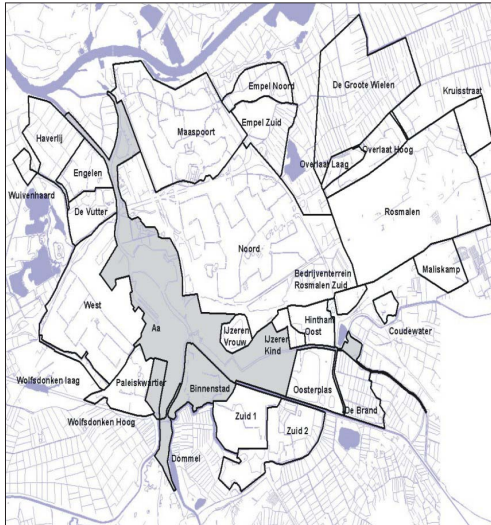 De Groote Wielen
Empel Noord
Kruisstraat
Maaspoort
Empel Zuid
Haverlij
Overlaat Hoog
Overlaat Laag
Engelen
Wuivenhaard
De Vutter
Rosmalen
Noord
Bedrijventerrein
Rosmalen Zuid
Maliskamp
West
Aa
IJzeren
Vrouw
IJzeren
Kind
Hintham
Oost
Coudewater
Wolfsdonken laag
Paleiskwartier
Binnenstad
Oosterplas
De Brand
Wolfsdonken Hoog
Zuid 1
Zuid 2
Dommel